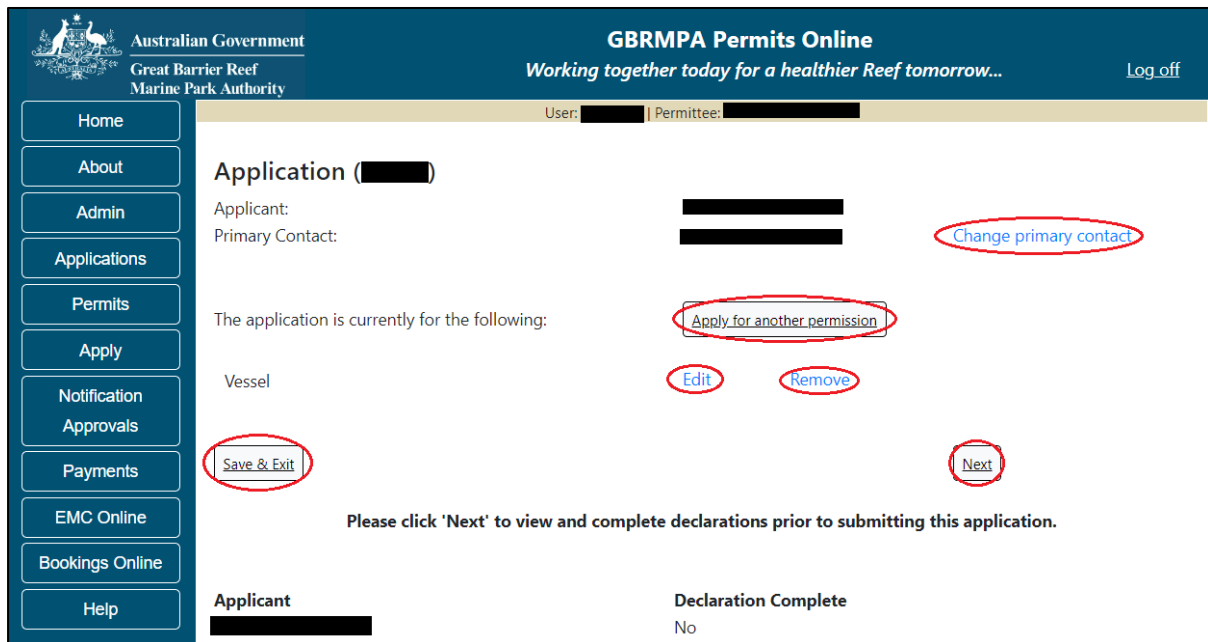 Australian Government
Great Barrier Reef
Marine Park Authority
GBRMPA Permits Online
Working together today for a healthier Reef tomorrow...
Log off
User: | Permittee:
Home
About
Admin
Applications
Permits
Apply
Notification
Approvals
Payments
EMC Online
Bookings Online
Help
Application ( )
Applicant:
Primary Contact: Change primary contact
The application is currently for the following: Apply for another permission
Vessel Edit Remove
Save & Exit Next
Please click 'Next' to view and complete declarations prior to submitting this application.
Applicant Declaration Complete
No